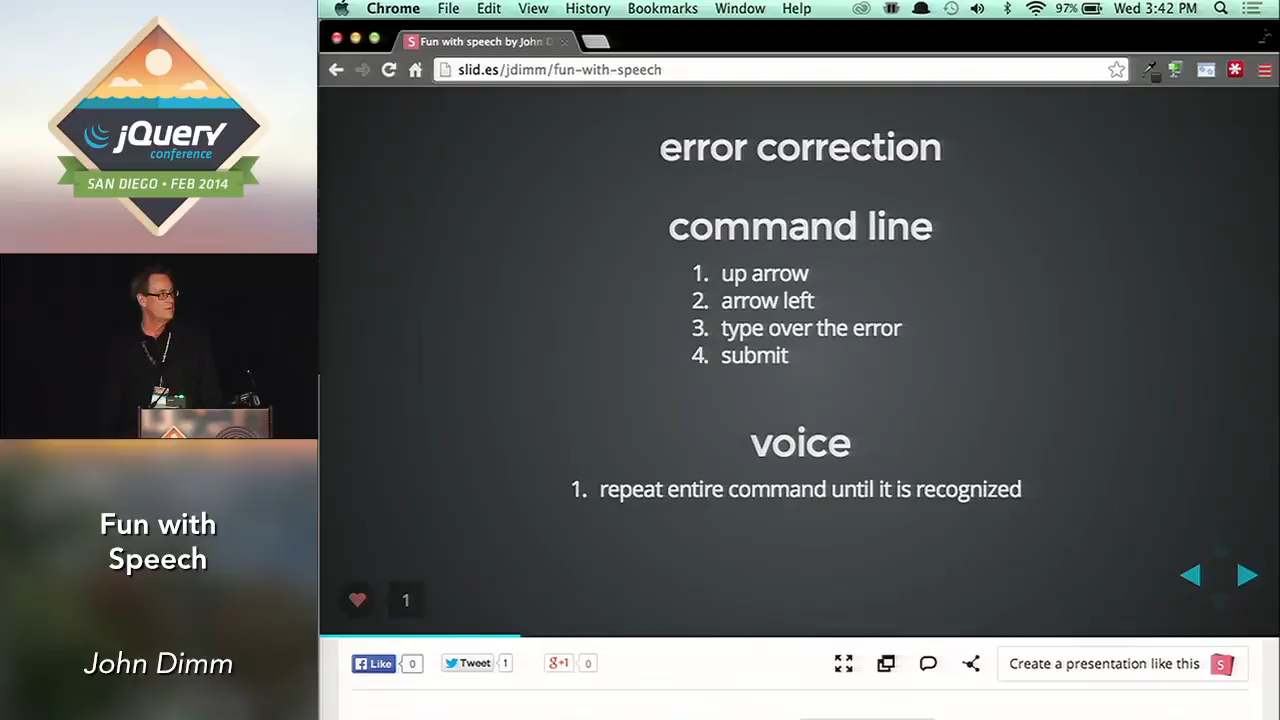 Chrome File Edit View History Bookmarks Window Help 97% Wed 3:42 PM
Fun with speech by John D
slid.es/jdimm/fun-with-speech
jQuery
conference
SAN DIEGO • FEB 2014
error correction
command line
1. up arrow
2. arrow left
3. type over the error
4. submit
voice
1. repeat entire command until it is recognized
1
Like 0 Tweet 1 g+1 0 Create a presentation like this S
Fun with
Speech
John Dimm